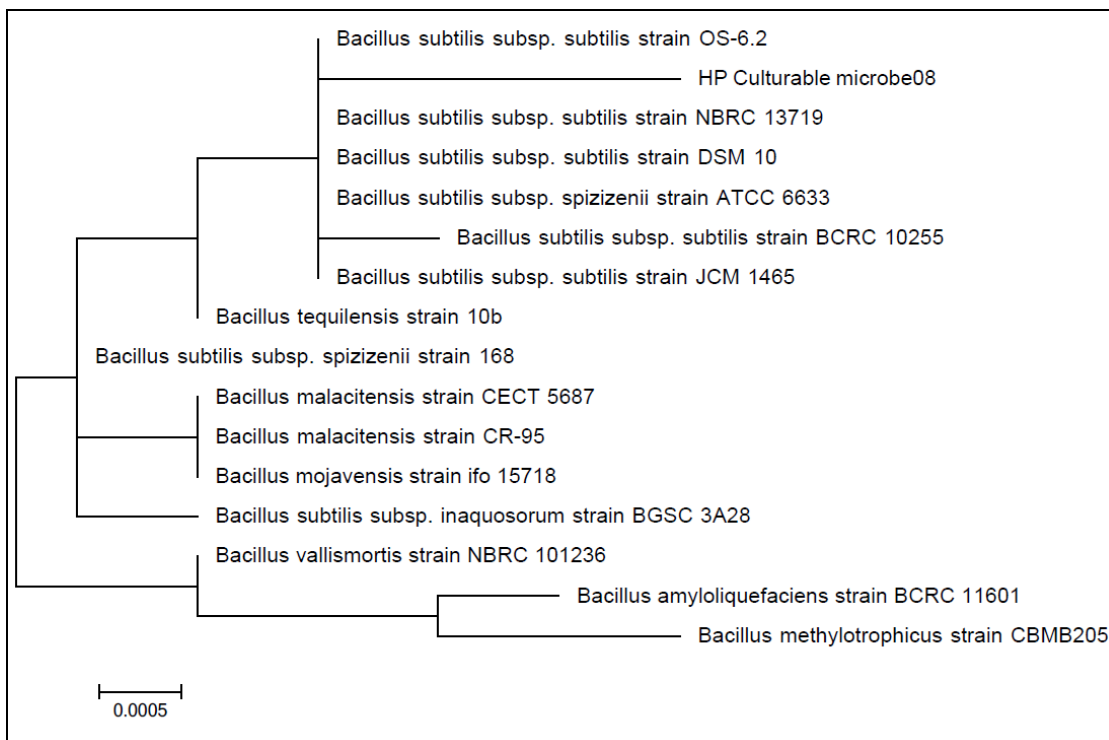 Bacillus subtilis subsp. subtilis strain OS-6.2
HP Culturable microbe08
Bacillus subtilis subsp. subtilis strain NBRC 13719
Bacillus subtilis subsp. subtilis strain DSM 10
Bacillus subtilis subsp. spizizenii strain ATCC 6633
Bacillus subtilis subsp. subtilis strain BCRC 10255
Bacillus subtilis subsp. subtilis strain JCM 1465
Bacillus tequilensis strain 10b
Bacillus subtilis subsp. spizizenii strain 168
Bacillus malacitensis strain CECT 5687
Bacillus malacitensis strain CR-95
Bacillus mojavensis strain ifo 15718
Bacillus subtilis subsp. inaquosorum strain BGSC 3A28
Bacillus vallismortis strain NBRC 101236
Bacillus amyloliquefaciens strain BCRC 11601
Bacillus methylotrophicus strain CBMB205
0.0005